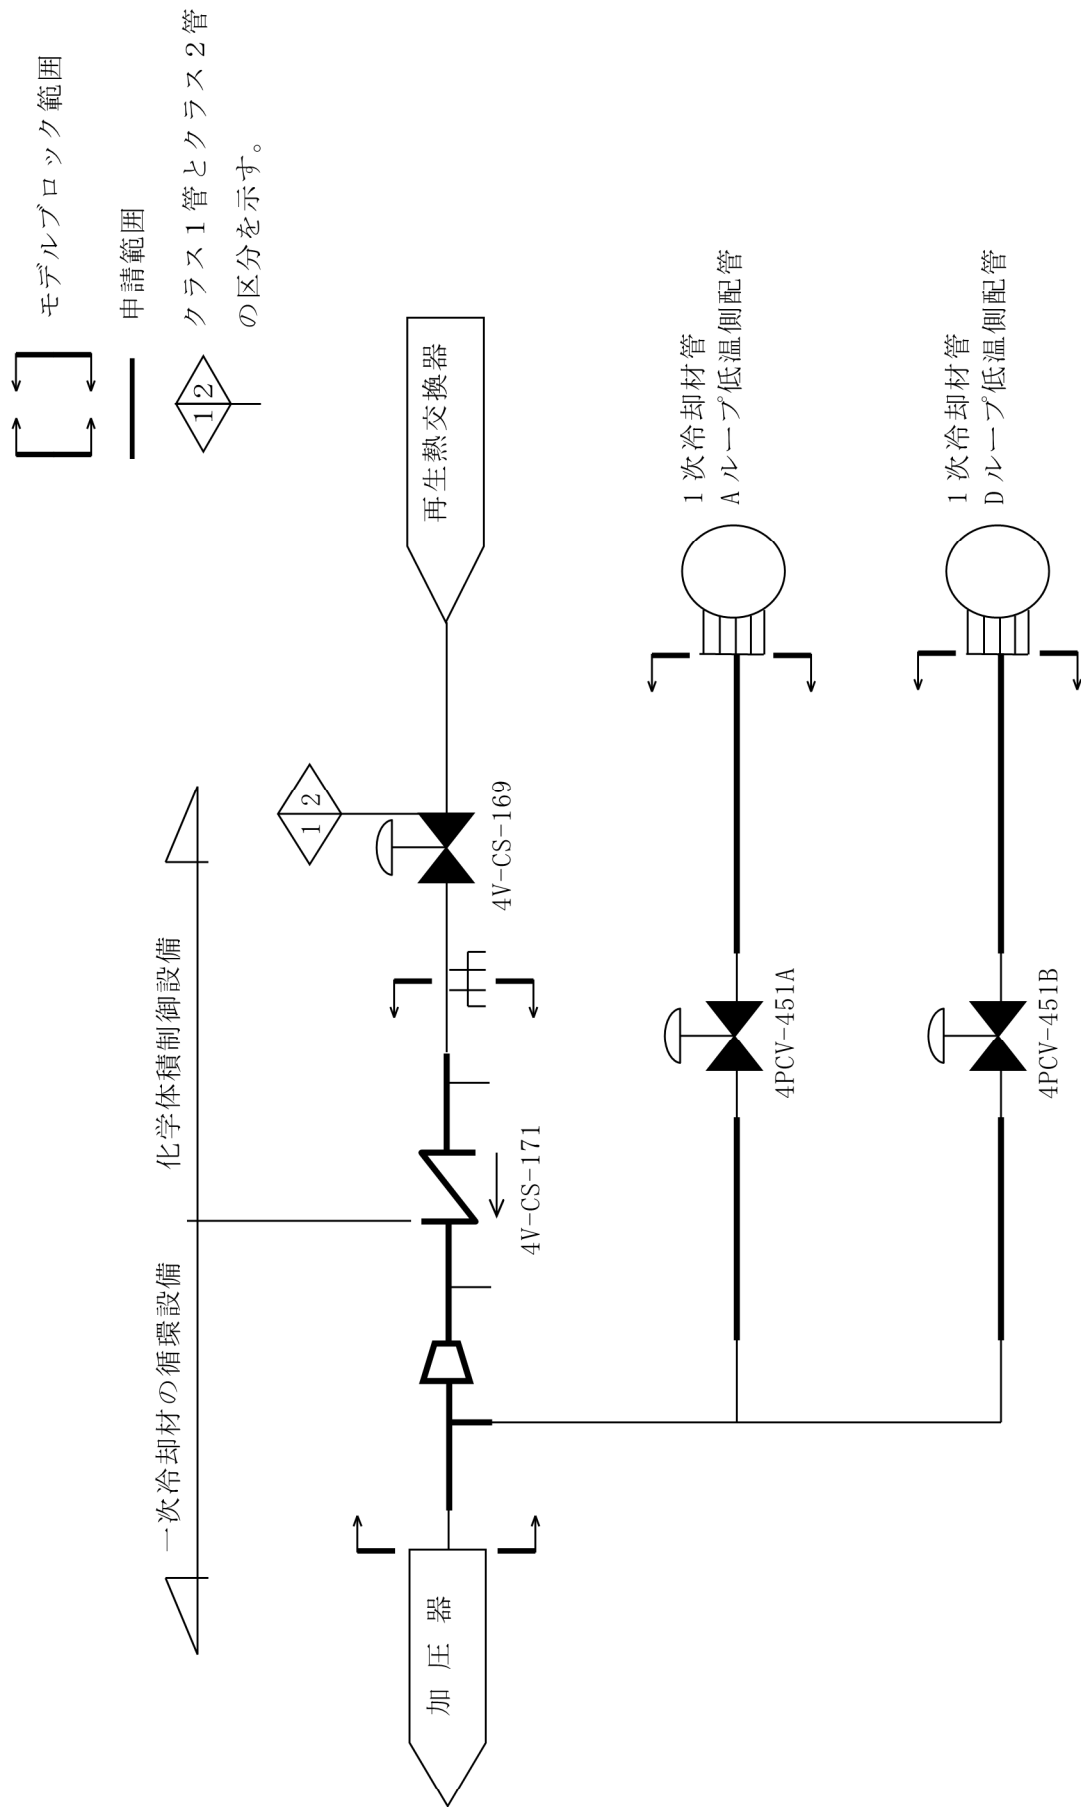 モデルブロック範囲
申請範囲
1 2
クラス１管とクラス２管
の区分を示す。
一次冷却材の循環設備
化学体積制御設備
1 2
加圧器
再生熱交換器
4V-CS-169
4V-CS-171
１次冷却材管
Aループ低温側配管
4PCV-451A
１次冷却材管
Dループ低温側配管
4PCV-451B